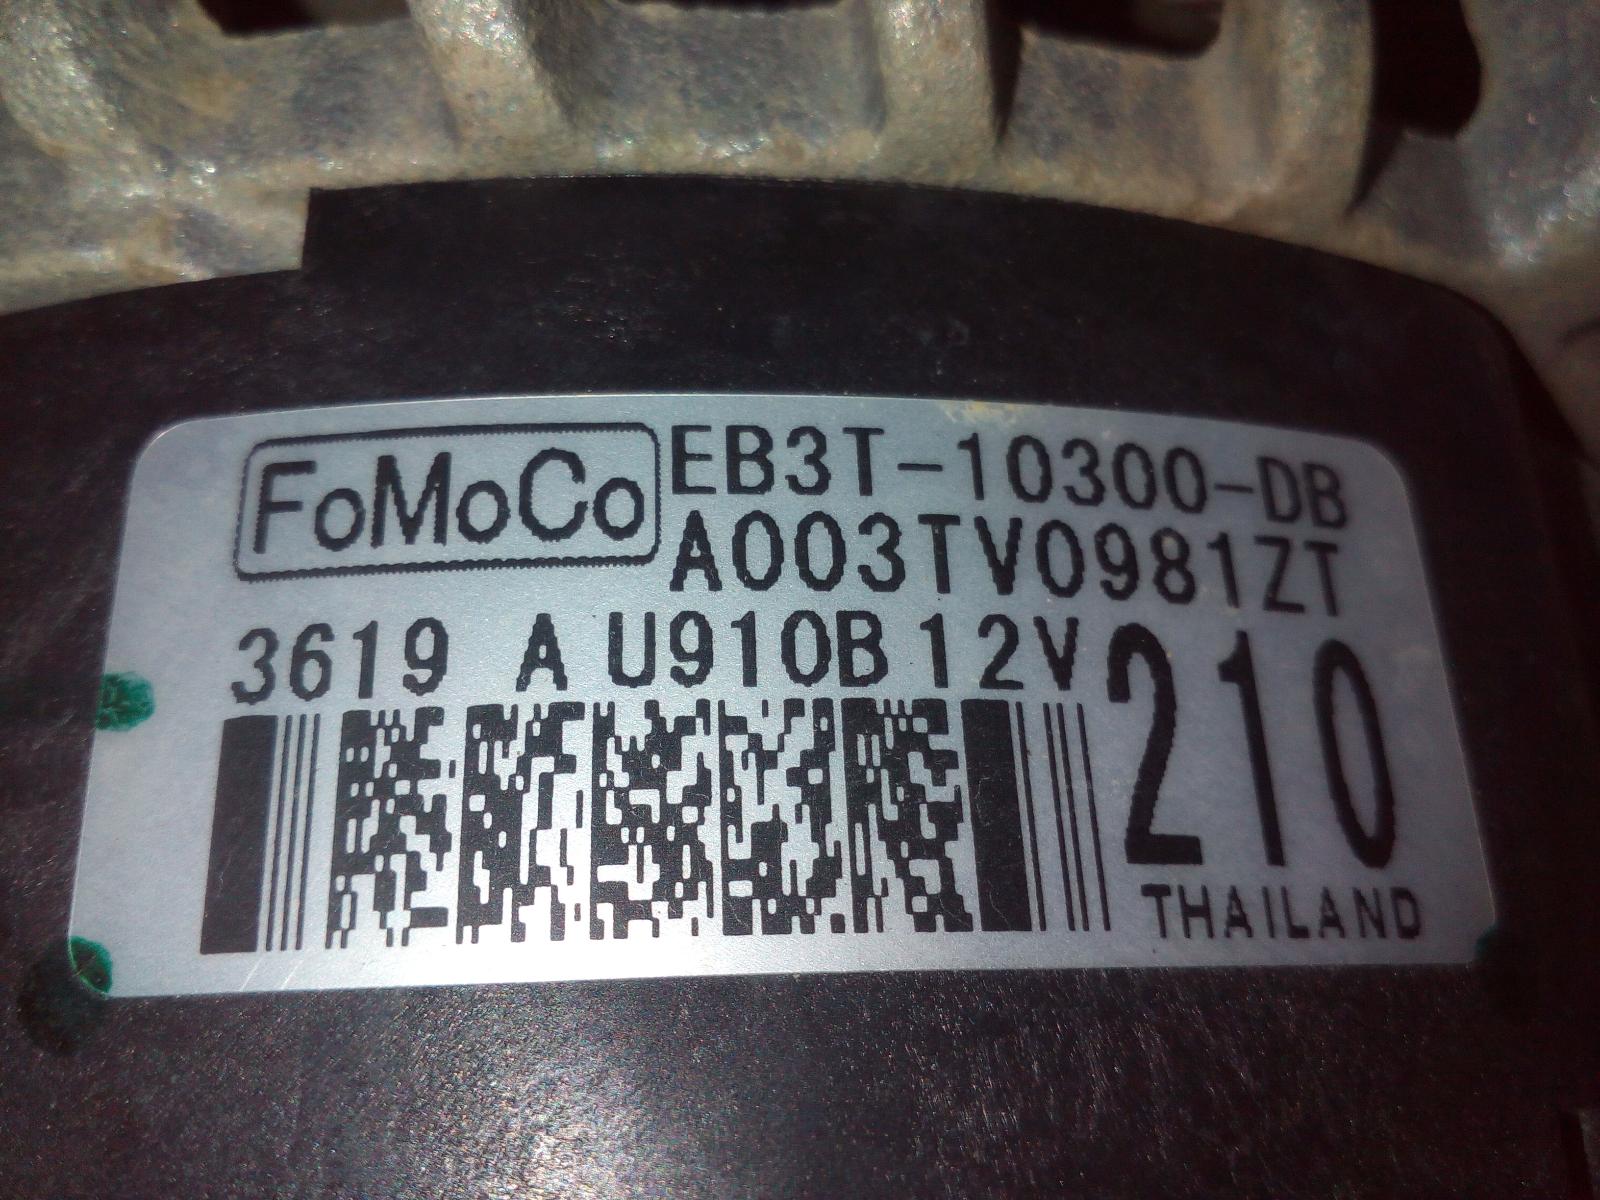 FoMoCo EB3T-10300-DB
A003TV0981ZT
3619 A U910B 12V 210
THAILAND